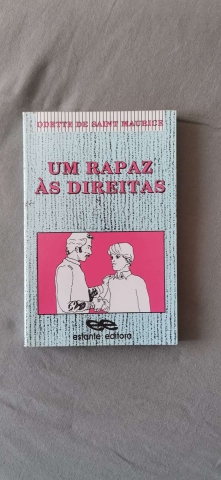 ODETTE DE SAINT MAURICE
UM RAPAZ
ÀS DIREITAS
estante editora